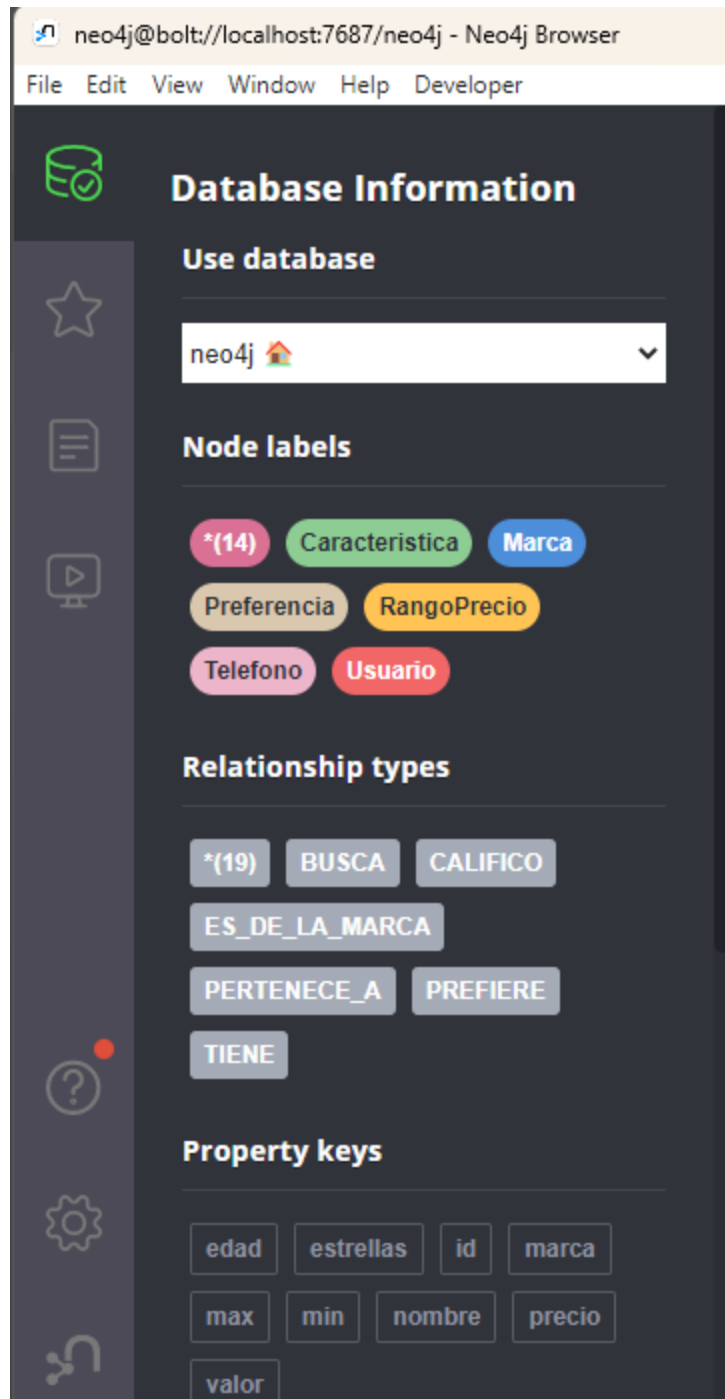 neo4j@bolt://localhost:7687/neo4j - Neo4j Browser
File Edit View Window Help Developer
Database Information
Use database
neo4j
Node labels
*(14) Caracteristica Marca
Preferencia RangoPrecio
Telefono Usuario
Relationship types
*(19) BUSCA CALIFICO
ES_DE_LA_MARCA
PERTENECE_A PREFIERE
TIENE
Property keys
edad estrellas id marca
max min nombre precio
valor